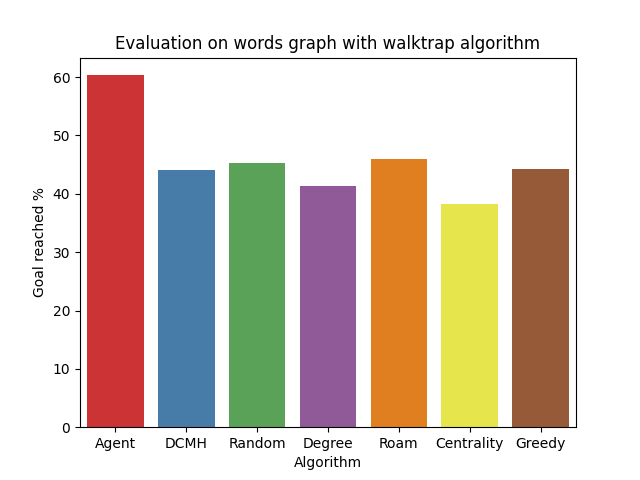 Evaluation on words graph with walktrap algorithm
60
50
40
30
20
10
0
Goal reached %
Agent DCMH Random Degree Roam Centrality Greedy
Algorithm